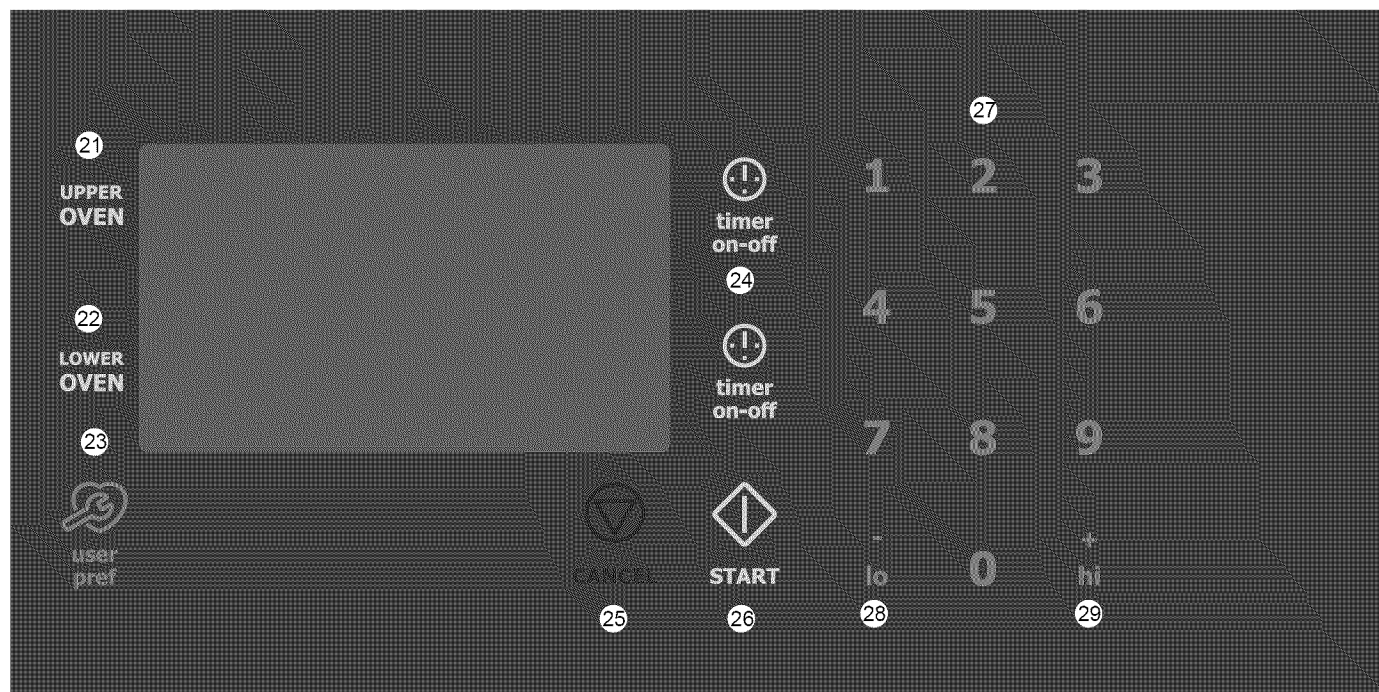 27
21
1 2 3
UPPER
OVEN
timer
on-off
24
22
4 5 6
LOWER
OVEN
timer
on-off
23
7 8 9
user
pref
CANCEL
START
-
lo
0
+
hi
25
26
28
29